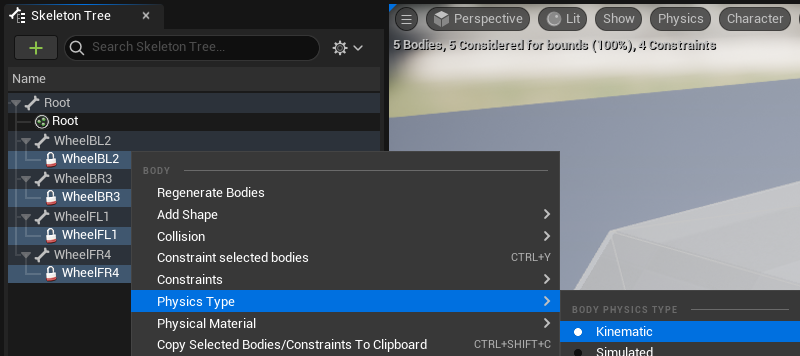 Skeleton Tree
Perspective
Lit
Show
Physics
Character
Search Skeleton Tree...
5 Bodies, 5 Considered for bounds (100%), 4 Constraints
Name
Root
Root
WheelBL2
WheelBL2
WheelBR3
WheelBR3
WheelFL1
WheelFL1
WheelFR4
WheelFR4
BODY
Regenerate Bodies
Add Shape
Collision
Constraint selected bodies CTRL+Y
Constraints
Physics Type
Physical Material
Copy Selected Bodies/Constraints To Clipboard CTRL+SHIFT+C
BODY PHYSICS TYPE
Kinematic
Simulated